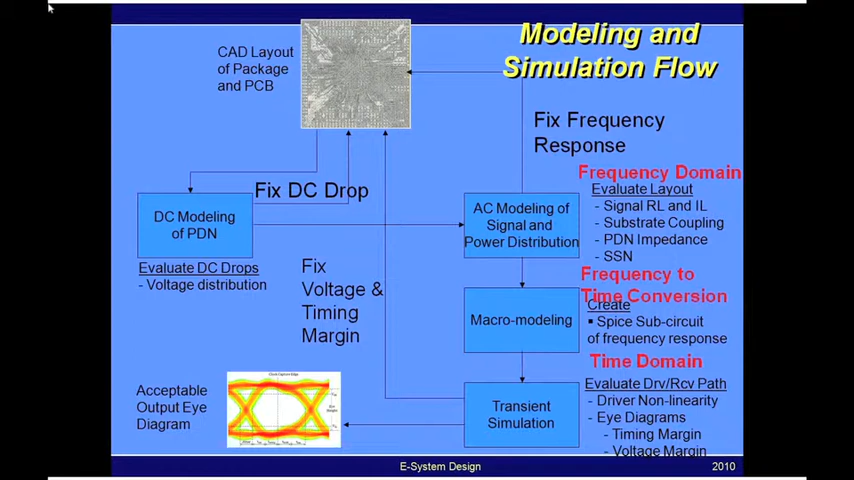 Modeling and
Simulation Flow
CAD Layout
of Package
and PCB
Fix Frequency
Response
Fix DC Drop
DC Modeling
of PDN
Evaluate DC Drops
- Voltage distribution
Fix
Voltage &
Timing
Margin
AC Modeling of
Signal and
Power Distribution
Frequency Domain
Evaluate Layout
- Signal RL and IL
- Substrate Coupling
- PDN Impedance
- SSN
Macro-modeling
Frequency to
Time Conversion
Create
▪ Spice Sub-circuit
of frequency response
Time Domain
Transient
Simulation
Evaluate Drv/Rcv Path
- Driver Non-linearity
- Eye Diagrams
- Timing Margin
- Voltage Margin
Acceptable
Output Eye
Diagram
E-System Design
2010